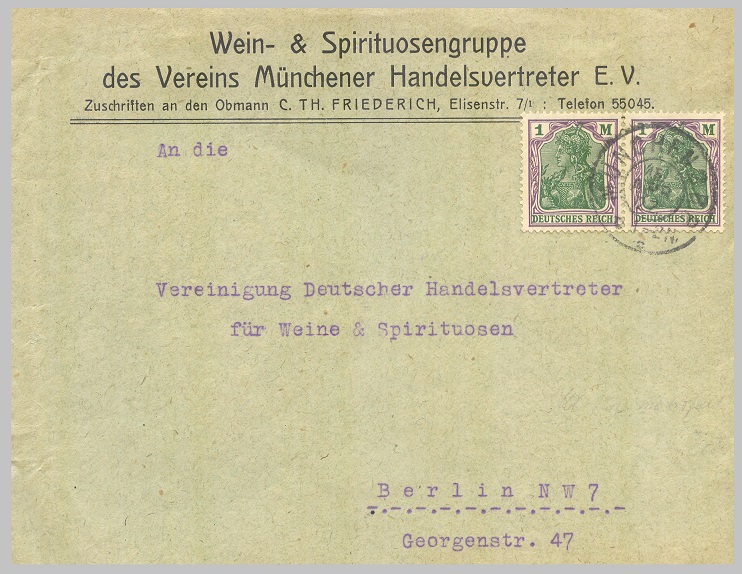 Wein- & Spirituosengruppe
des Vereins Münchener Handelsvertreter E. V.
Zuschriften an den Obmann C. TH. FRIEDERICH, Elisenstr. 7/I : Telefon 55045.
1 M 1 M
DEUTSCHES REICH DEUTSCHES REICH
An die
Vereinigung Deutscher Handelsvertreter
für Weine & Spirituosen
Berlin NW 7
Georgenstr. 47